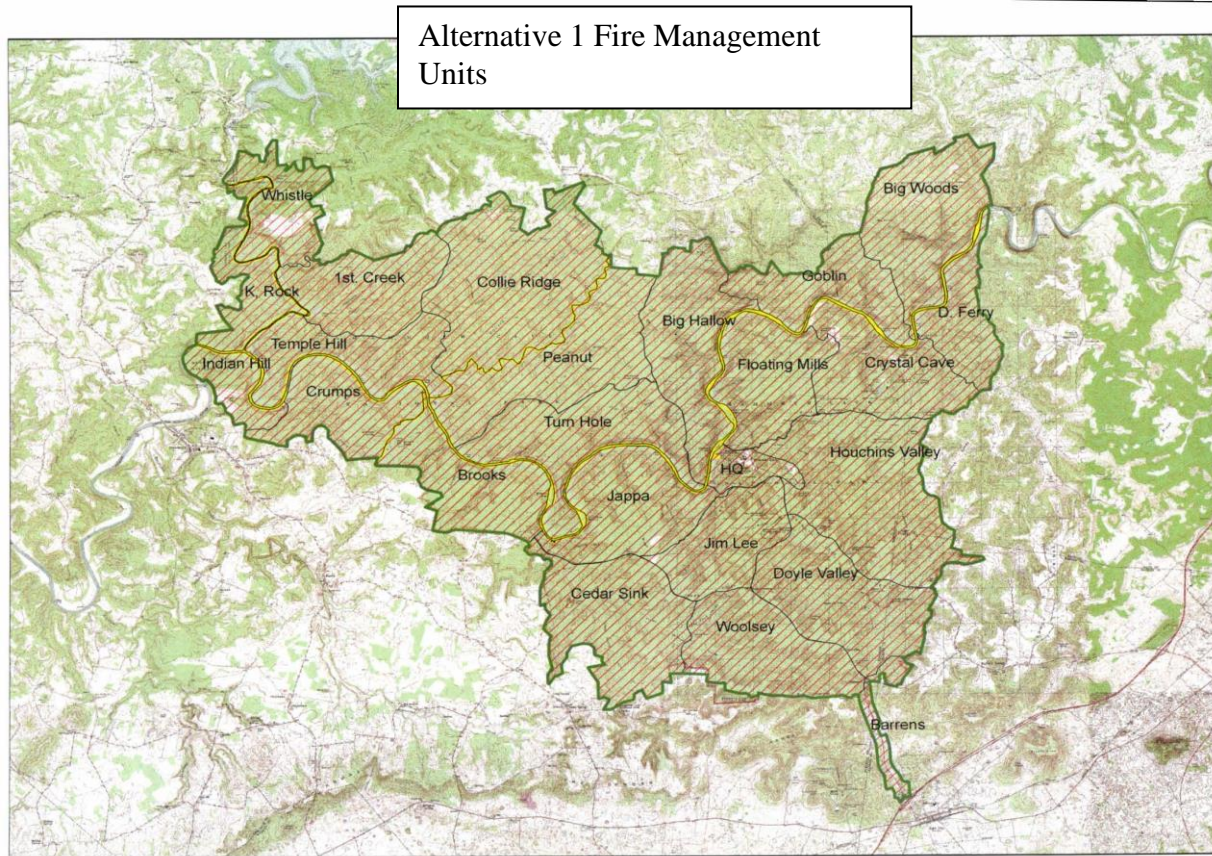 Alternative 1 Fire Management
Units
Whistle
Big Woods
1st. Creek
Collie Ridge
Goblin
K. Rock
Big Hallow
D. Ferry
Temple Hill
Indian Hill
Peanut
Floating Mills
Crystal Cave
Crumps
Turn Hole
Houchins Valley
Brooks
HQ
Jappa
Jim Lee
Doyle Valley
Cedar Sink
Woolsey
Barrens